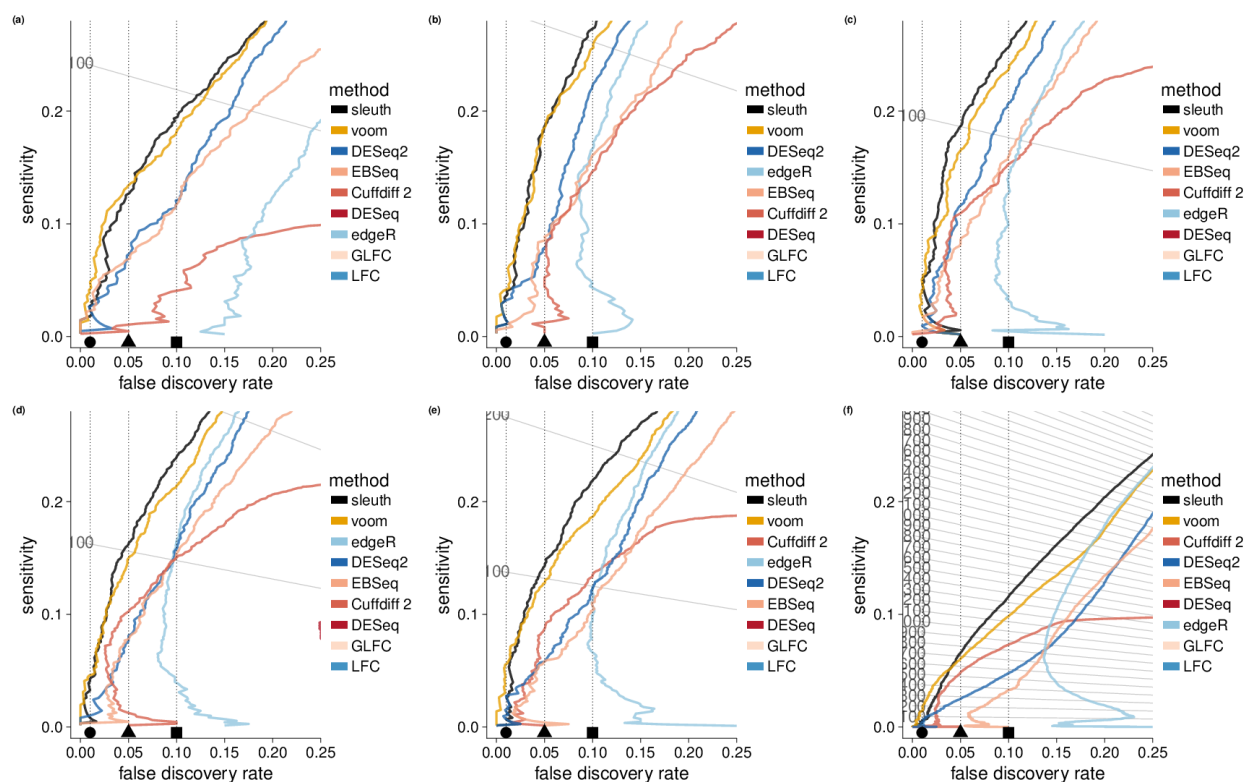 (a)
100
0.2
0.1
0.0
sensitivity
0.00 0.05 0.10 0.15 0.20 0.25
false discovery rate
method
sleuth
voom
DESeq2
EBSeq
Cuffdiff 2
DESeq
edgeR
GLFC
LFC
(b)
0.2
0.1
0.0
sensitivity
0.00 0.05 0.10 0.15 0.20 0.25
false discovery rate
method
sleuth
voom
DESeq2
edgeR
EBSeq
Cuffdiff 2
DESeq
GLFC
LFC
(c)
100
0.2
0.1
0.0
sensitivity
0.00 0.05 0.10 0.15 0.20 0.25
false discovery rate
method
sleuth
voom
DESeq2
EBSeq
Cuffdiff 2
edgeR
DESeq
GLFC
LFC
(d)
100
0.2
0.1
0.0
sensitivity
0.00 0.05 0.10 0.15 0.20 0.25
false discovery rate
method
sleuth
voom
edgeR
DESeq2
EBSeq
Cuffdiff 2
DESeq
GLFC
LFC
(e)
200
100
0.2
0.1
0.0
sensitivity
0.00 0.05 0.10 0.15 0.20 0.25
false discovery rate
method
sleuth
voom
Cuffdiff 2
edgeR
DESeq2
EBSeq
DESeq
GLFC
LFC
(f)
0.2
0.1
0.0
sensitivity
0.00 0.05 0.10 0.15 0.20 0.25
false discovery rate
method
sleuth
voom
Cuffdiff 2
DESeq2
EBSeq
DESeq
edgeR
GLFC
LFC